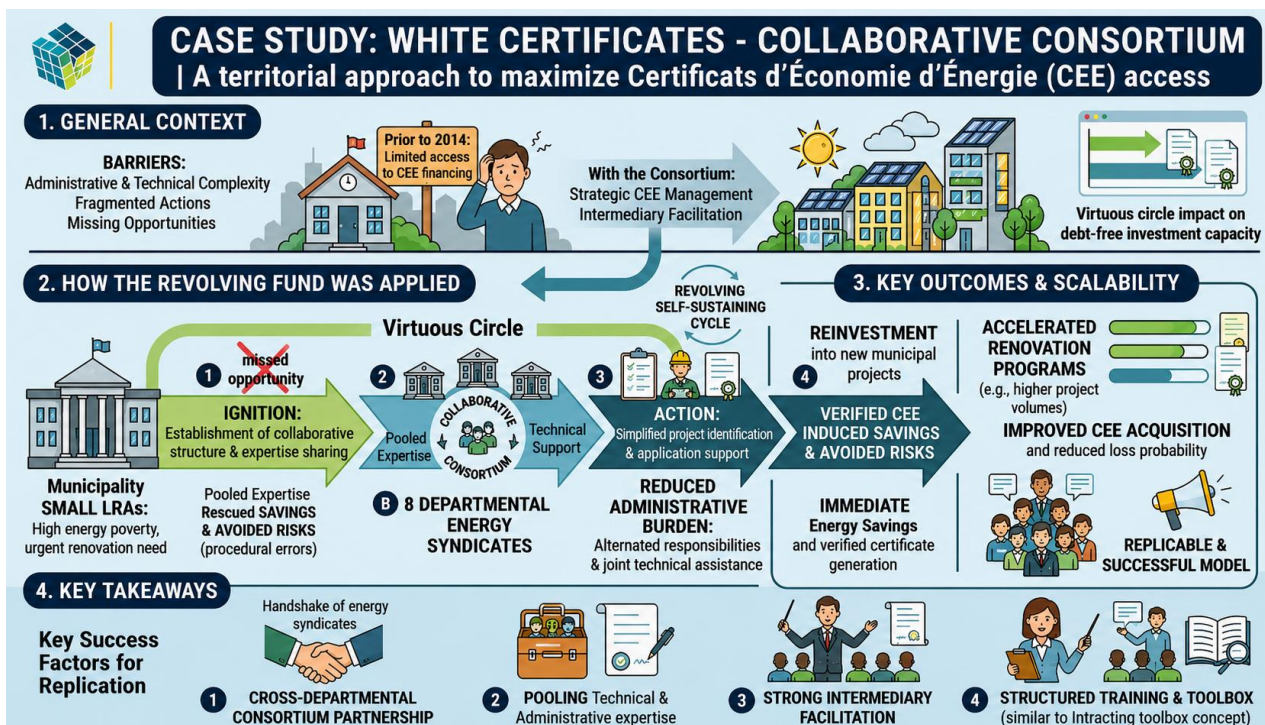 CASE STUDY: WHITE CERTIFICATES - COLLABORATIVE CONSORTIUM
| A territorial approach to maximize Certificats d'Économie d'Énergie (CEE) access
1. GENERAL CONTEXT
BARRIERS:
Administrative & Technical Complexity
Fragmented Actions
Missing Opportunities
Prior to 2014:
Limited access
to CEE financing
With the Consortium:
Strategic CEE Management
Intermediary Facilitation
Virtuous circle impact on
debt-free investment capacity
2. HOW THE REVOLVING FUND WAS APPLIED
Virtuous Circle
REVOLVING
SELF-SUSTAINING
CYCLE
Municipality
SMALL LRAs:
High energy poverty,
urgent renovation need
1
missed
opportunity
IGNITION:
Establishment of collaborative
structure & expertise sharing
Pooled Expertise
Rescued SAVINGS
& AVOIDED RISKS
(procedural errors)
2
Pooled
Expertise
COLLABORATIVE
CONSORTIUM
Technical
Support
B 8 DEPARTMENTAL
ENERGY
SYNDICATES
3
ACTION:
Simplified project identification
& application support
REDUCED
ADMINISTRATIVE
BURDEN:
Alternated responsibilities
& joint technical assistance
4
REINVESTMENT
into new municipal
projects
VERIFIED CEE
INDUCED SAVINGS
& AVOIDED RISKS
IMMEDIATE
Energy Savings
and verified certificate
generation
3. KEY OUTCOMES & SCALABILITY
ACCELERATED
RENOVATION
PROGRAMS
(e.g., higher project
volumes)
IMPROVED CEE ACQUISITION
and reduced loss probability
REPLICABLE &
SUCCESSFUL MODEL
4. KEY TAKEAWAYS
Key Success
Factors for
Replication
Handshake of energy
syndicates
1 CROSS-DEPARTMENTAL
CONSORTIUM PARTNERSHIP
2 POOLING Technical &
Administrative expertise
3 STRONG INTERMEDIARY
FACILITATION
4 STRUCTURED TRAINING & TOOLBOX
(similar to Intracting toolbox concept)